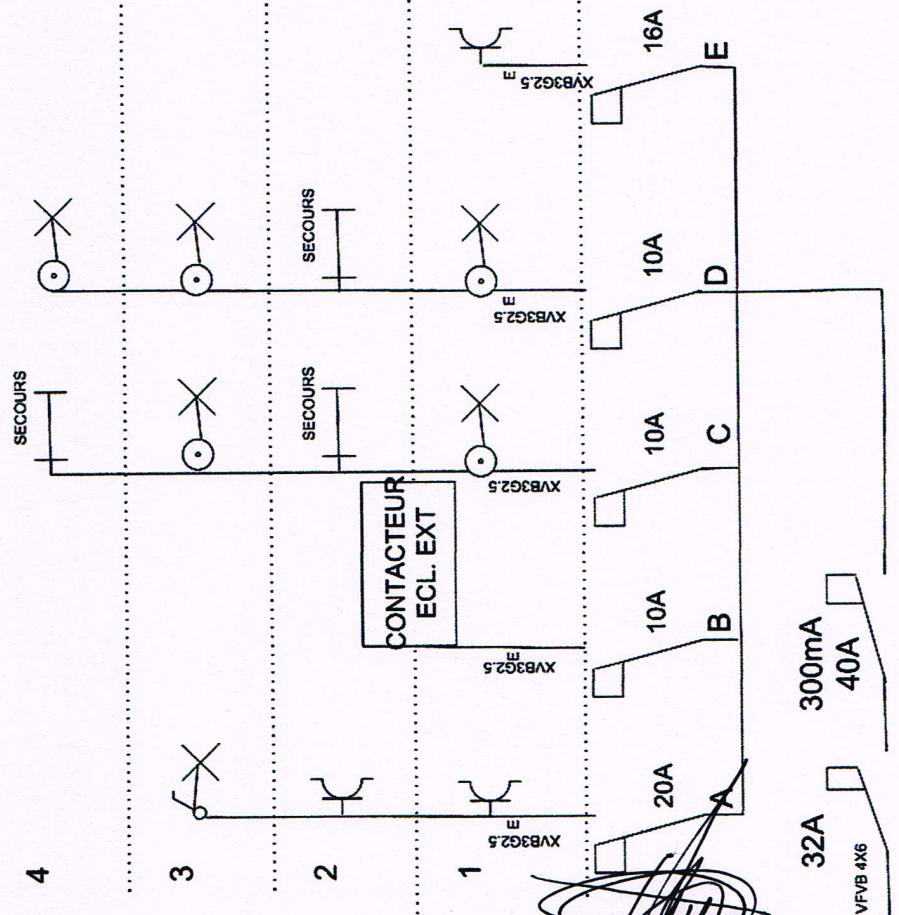 4
3
2
1
SECOURS
SECOURS
SECOURS
CONTACTEUR
ECL. EXT
XVB3G2.5
E
XVB3G2.5
E
XVB3G2.5
XVB3G2.5
E
XVB3G2.5
E
20A
10A
10A
10A
16A
A
B
C
D
E
32A
300mA
40A
VFVB 4X6